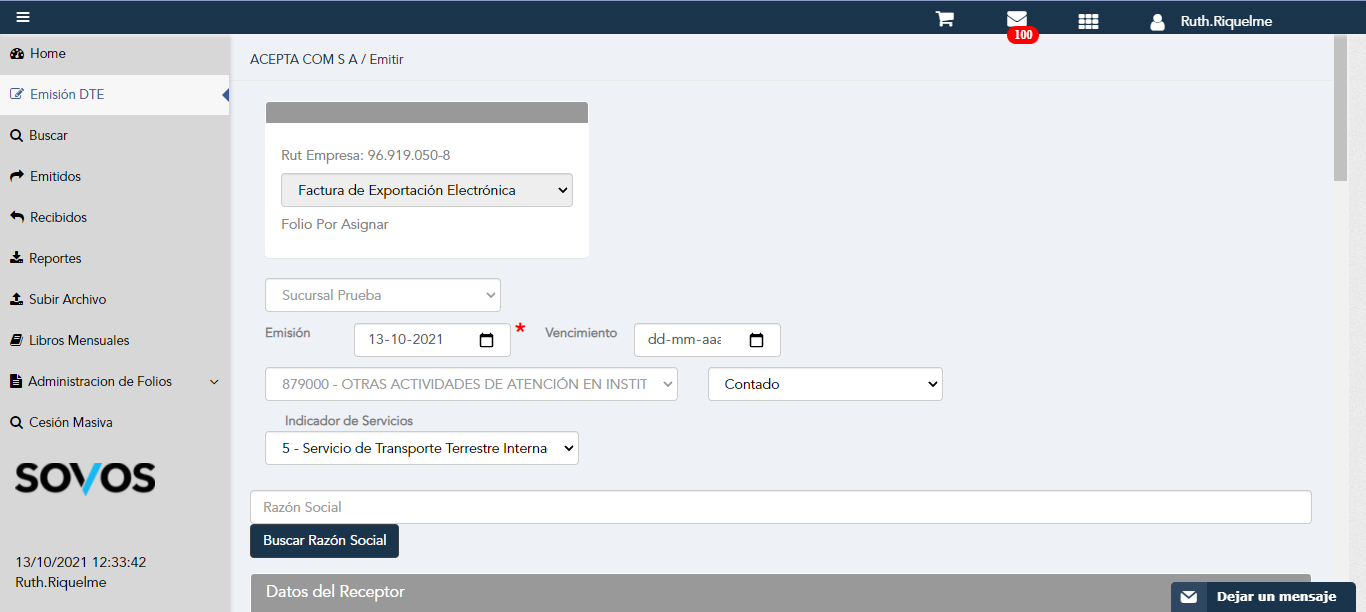 Ruth.Riquelme
100
Home
Emisión DTE
Buscar
Emitidos
Recibidos
Reportes
Subir Archivo
Libros Mensuales
Administracion de Folios
Cesión Masiva
SOVOS
13/10/2021 12:33:42
Ruth.Riquelme
ACEPTA COM S A / Emitir
Rut Empresa: 96.919.050-8
Factura de Exportación Electrónica
Folio Por Asignar
Sucursal Prueba
Emisión 13-10-2021 * Vencimiento dd-mm-aaa
879000 - OTRAS ACTIVIDADES DE ATENCIÓN EN INSTIT Contado
Indicador de Servicios
5 - Servicio de Transporte Terrestre Interna
Razón Social
Buscar Razón Social
Datos del Receptor
Dejar un mensaje